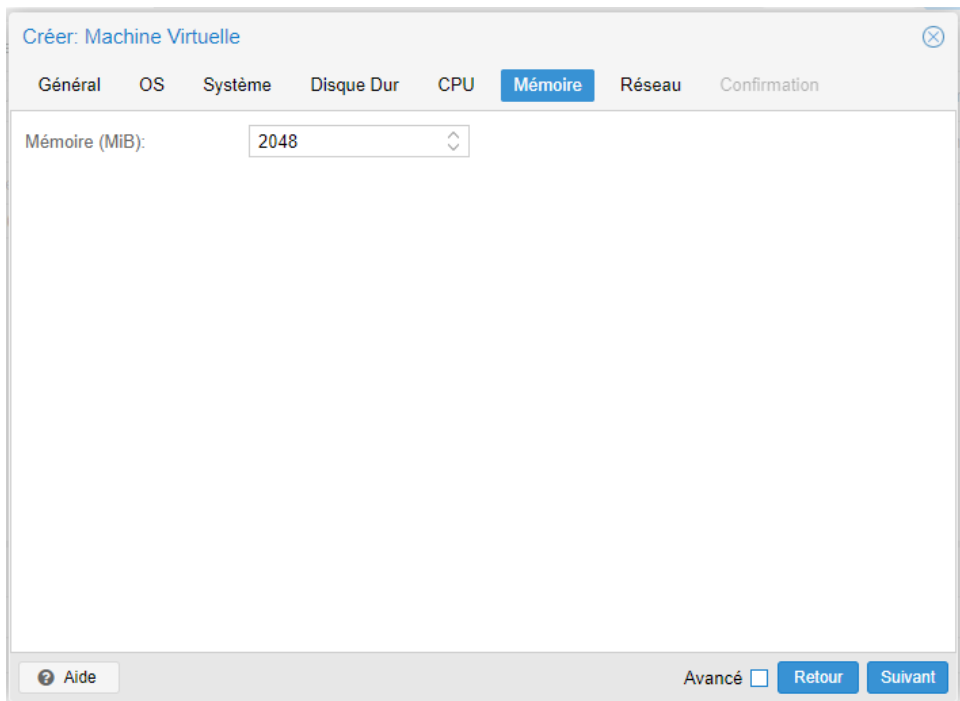 Créer: Machine Virtuelle
Général OS Système Disque Dur CPU Mémoire Réseau Confirmation
Mémoire (MiB): 2048
Aide Avancé Retour Suivant